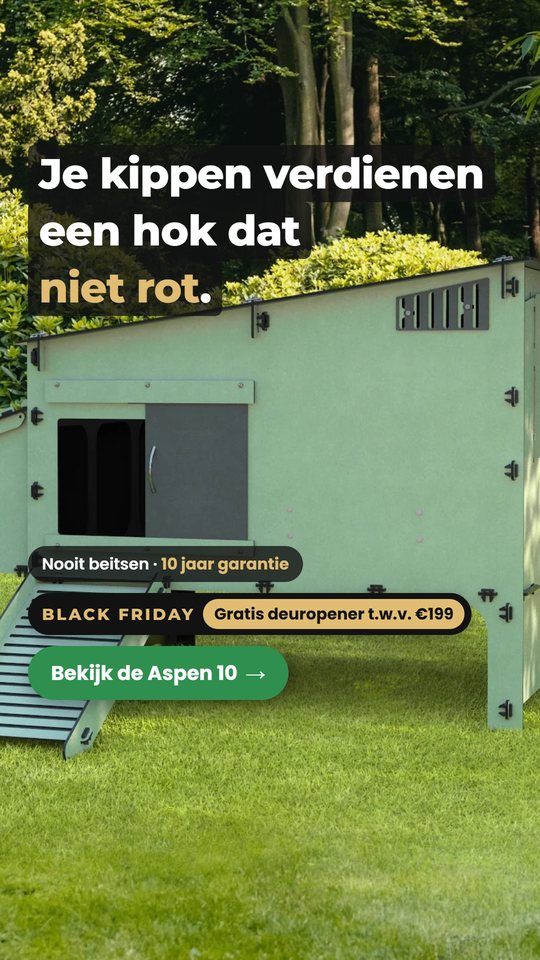 Je kippen verdienen
een hok dat
niet rot.
Nooit beitsen · 10 jaar garantie
BLACK FRIDAY Gratis deuropener t.w.v. €199
Bekijk de Aspen 10 →